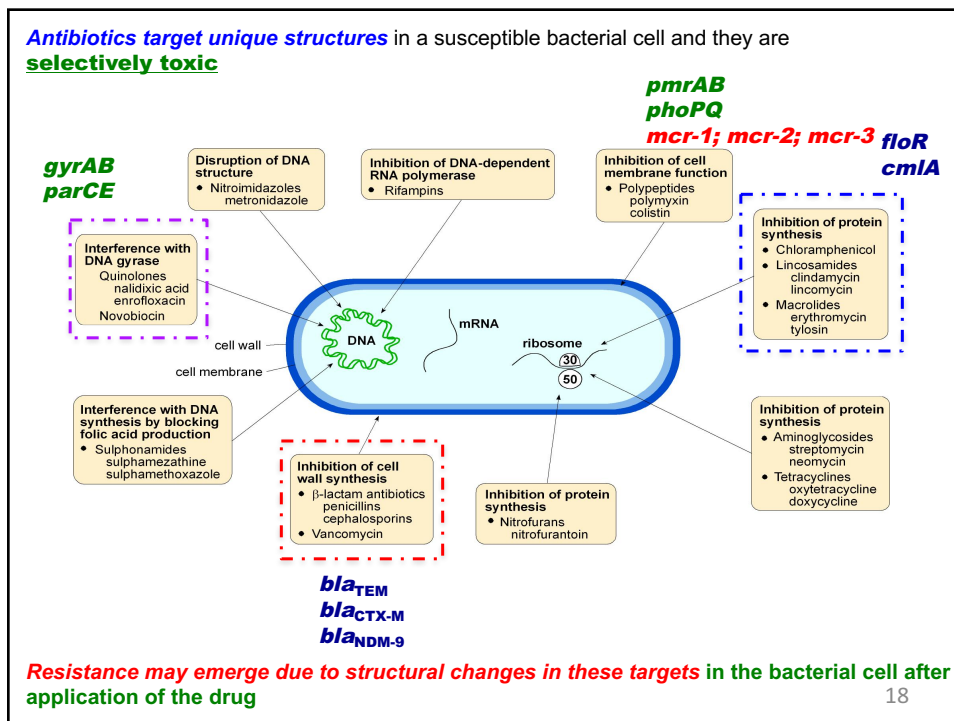 Antibiotics target unique structures in a susceptible bacterial cell and they are
selectively toxic
pmrAB
phoPQ
mcr-1; mcr-2; mcr-3
floR
cmlA
gyrAB
parCE
Disruption of DNA
structure
• Nitroimidazoles
metronidazole
Inhibition of DNA-dependent
RNA polymerase
• Rifampins
Inhibition of cell
membrane function
• Polypeptides
polymyxin
colistin
Inhibition of protein
synthesis
• Chloramphenicol
• Lincosamides
clindamycin
lincomycin
• Macrolides
erythromycin
tylosin
Interference with
DNA gyrase
Quinolones
nalidixic acid
enrofloxacin
Novobiocin
cell wall
cell membrane
DNA
mRNA
ribosome
30
50
Interference with DNA
synthesis by blocking
folic acid production
• Sulphonamides
sulphamezathine
sulphamethoxazole
Inhibition of cell
wall synthesis
• β-lactam antibiotics
penicillins
cephalosporins
• Vancomycin
Inhibition of protein
synthesis
• Nitrofurans
nitrofurantoin
Inhibition of protein
synthesis
• Aminoglycosides
streptomycin
neomycin
• Tetracyclines
oxytetracycline
doxycycline
blaTEM
blaCTX-M
blaNDM-9
Resistance may emerge due to structural changes in these targets in the bacterial cell after
application of the drug
18